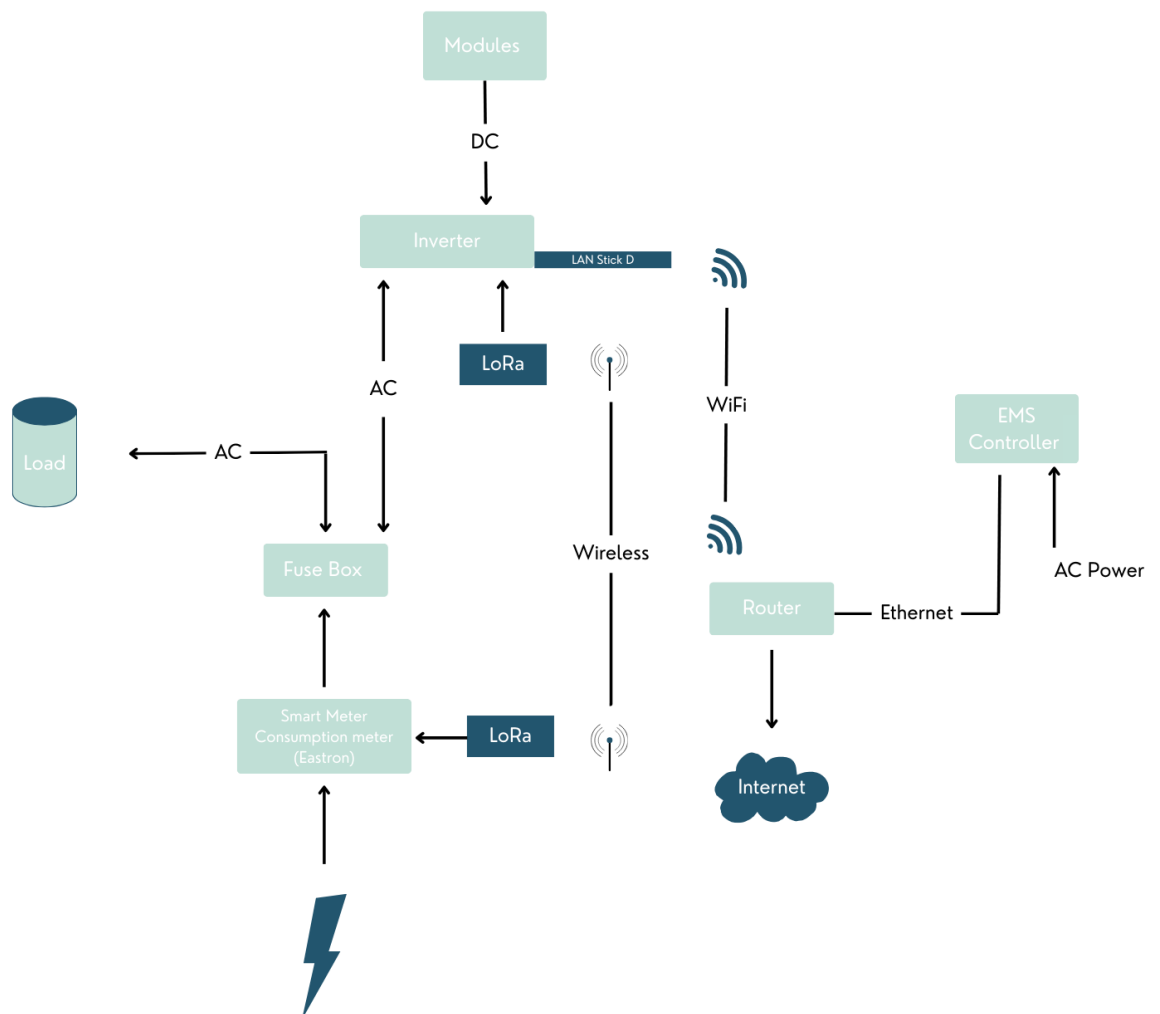 Modules
DC
Inverter
LAN Stick D
LoRa
AC
WiFi
EMS
Controller
Load
AC
Wireless
Fuse Box
AC Power
Router
Ethernet
Smart Meter
Consumption meter
(Eastron)
LoRa
Internet